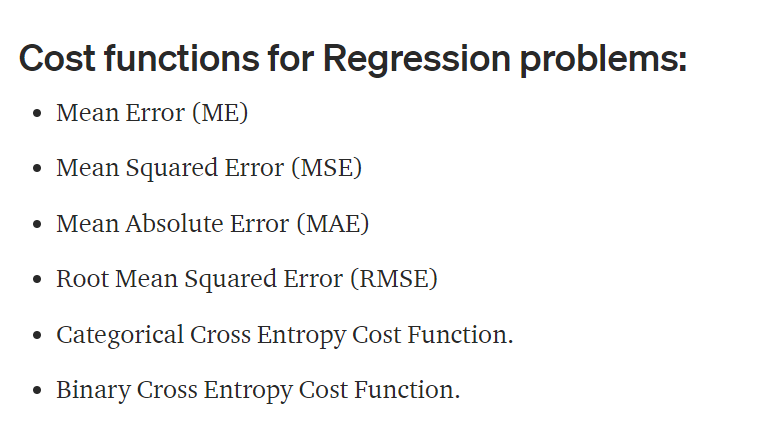 Cost functions for Regression problems:
• Mean Error (ME)
• Mean Squared Error (MSE)
• Mean Absolute Error (MAE)
• Root Mean Squared Error (RMSE)
• Categorical Cross Entropy Cost Function.
• Binary Cross Entropy Cost Function.